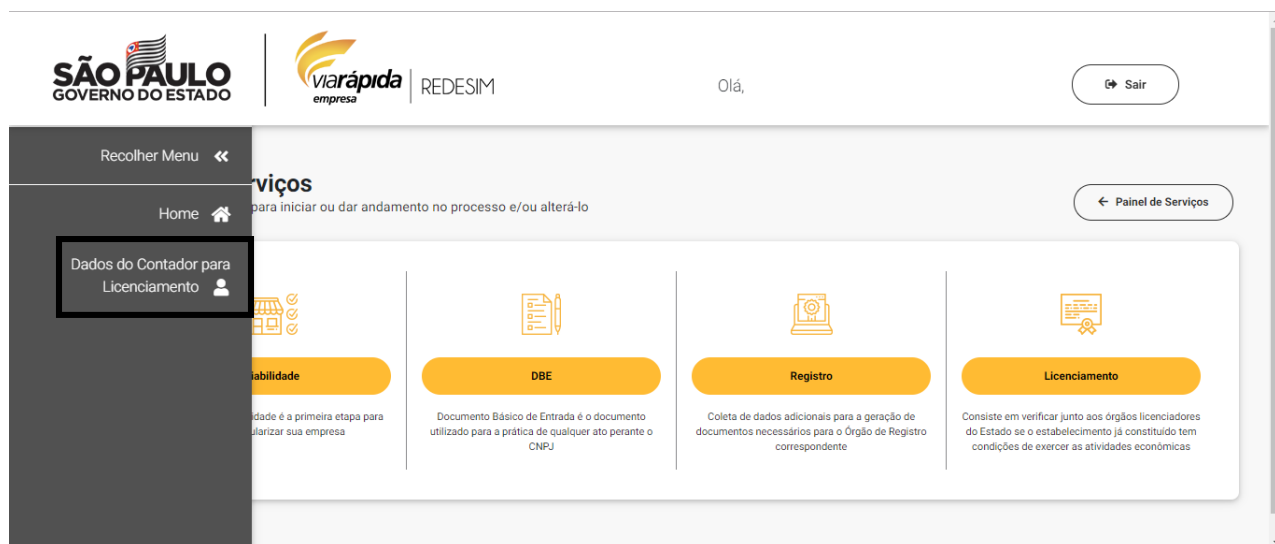 SÃO PAULO
GOVERNO DO ESTADO
viarápida
empresa
REDESIM
Olá,
Sair
Recolher Menu
Home
Dados do Contador para
Licenciamento
rviços
para iniciar ou dar andamento no processo e/ou alterá-lo
Painel de Serviços
iabilidade
idade é a primeira etapa para
ularizar sua empresa
DBE
Documento Básico de Entrada é o documento
utilizado para a prática de qualquer ato perante o
CNPJ
Registro
Coleta de dados adicionais para a geração de
documentos necessários para o Órgão de Registro
correspondente
Licenciamento
Consiste em verificar junto aos órgãos licenciadores
do Estado se o estabelecimento já constituído tem
condições de exercer as atividades econômicas